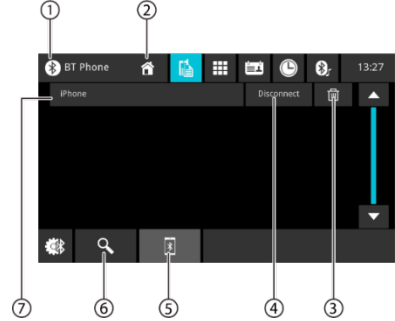 ① ②
BT Phone 13:27
iPhone Disconnect
⑦ ⑥ ⑤ ④ ③